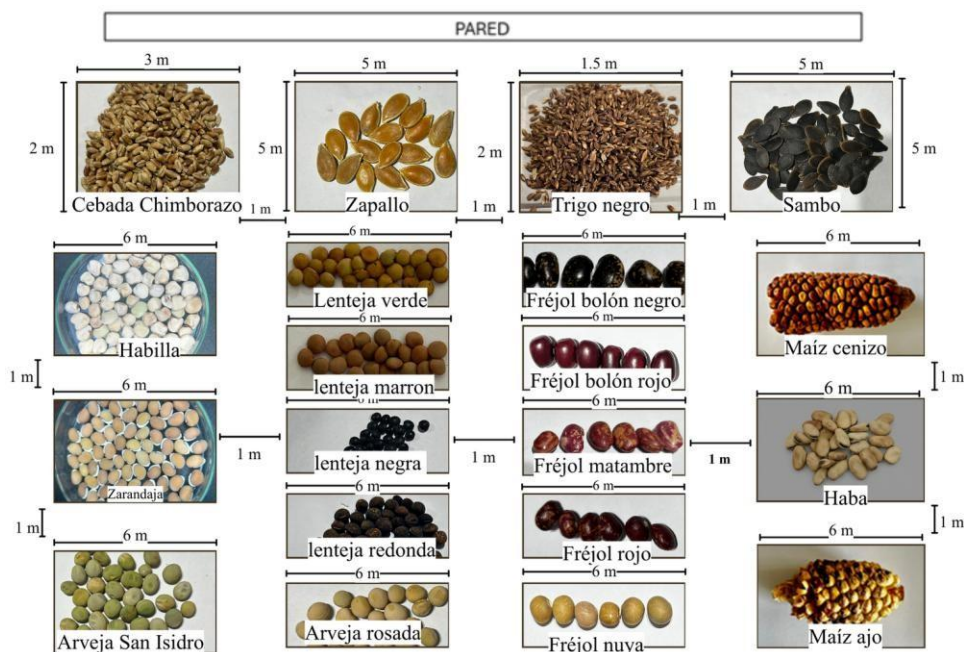 PARED
3 m
5 m
1.5 m
5 m
2 m
5 m
2 m
5 m
Cebada Chimborazo
Zapallo
Trigo negro
Sambo
1 m
1 m
1 m
6 m
6 m
6 m
6 m
Lenteja verde
Fréjol bolón negro
Habilla
Maíz cenizo
6 m
6 m
lenteja marron
Fréjol bolón rojo
1 m
1 m
6 m
6 m
6 m
6 m
lenteja negra
Fréjol matambre
1 m
1 m
1 m
Zarandaja
Haba
6 m
6 m
lenteja redonda
Fréjol rojo
1 m
1 m
6 m
6 m
6 m
6 m
Arveja San Isidro
Arveja rosada
Fréjol nuva
Maíz ajo